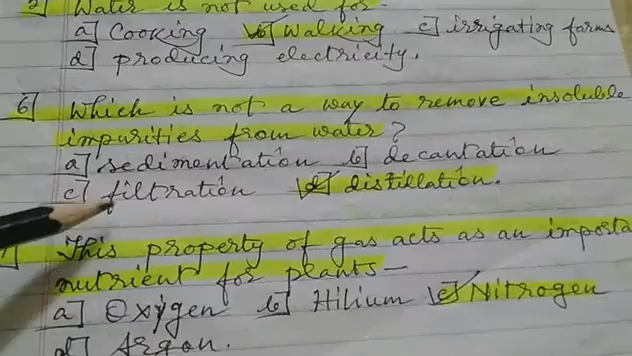 5] Water is not used for-
a] Cooking b] Walking c] irrigating farms
d] producing electricity.
6] Which is not a way to remove insoluble
impurities from water?
a] sedimentation b] decantation
c] filtration d] distillation.
This property of gas acts as an importa
nutrient for plants-
a] Oxygen b] Hilium c] Nitrogen
d] Argon.